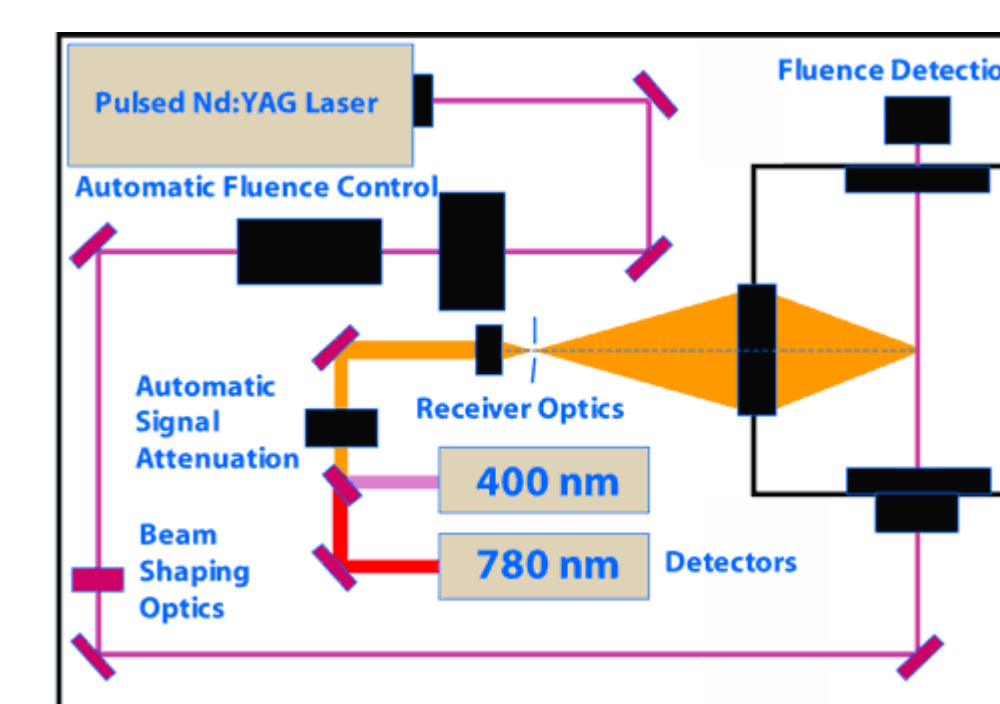 Pulsed Nd:YAG Laser
Fluence Detectio
Automatic Fluence Control
Automatic
Signal
Attenuation
Receiver Optics
400 nm
780 nm
Detectors
Beam
Shaping
Optics